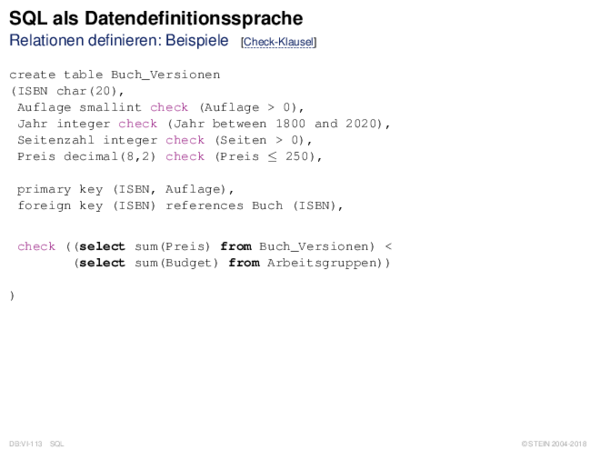 SQL als Datendefinitionssprache
Relationen definieren: Beispiele [Check-Klausel]
create table Buch_Versionen
(ISBN char(20),
Auflage smallint check (Auflage > 0),
Jahr integer check (Jahr between 1800 and 2020),
Seitenzahl integer check (Seiten > 0),
Preis decimal(8,2) check (Preis ≤ 250),
primary key (ISBN, Auflage),
foreign key (ISBN) references Buch (ISBN),
check ((select sum(Preis) from Buch_Versionen) <
(select sum(Budget) from Arbeitsgruppen))
)
DB:VI-113 SQL ©STEIN 2004-2018